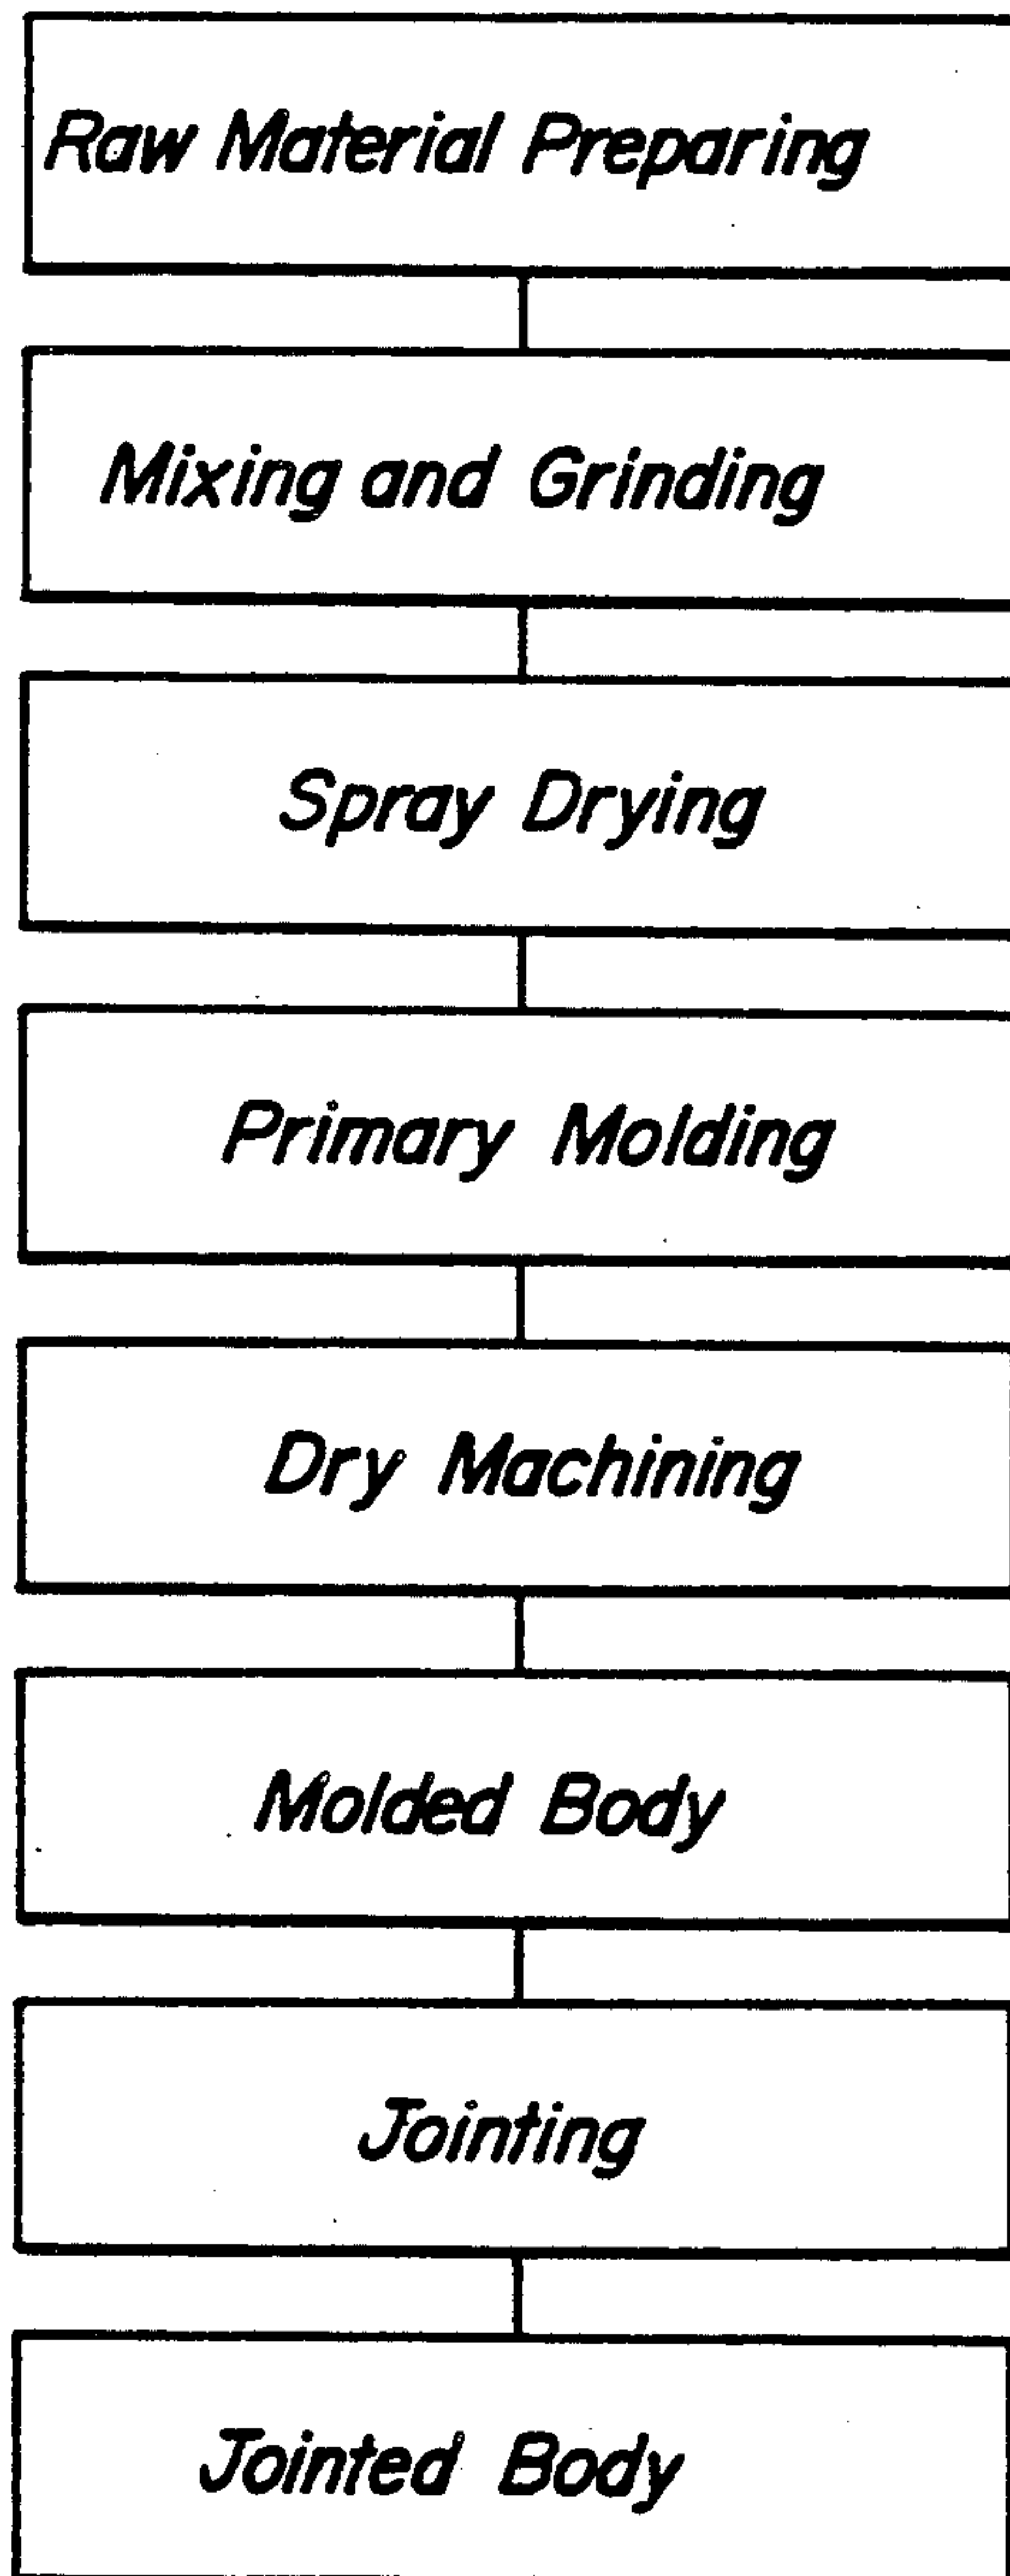 Raw Material Preparing
Mixing and Grinding
Spray Drying
Primary Molding
Dry Machining
Molded Body
Jointing
Jointed Body